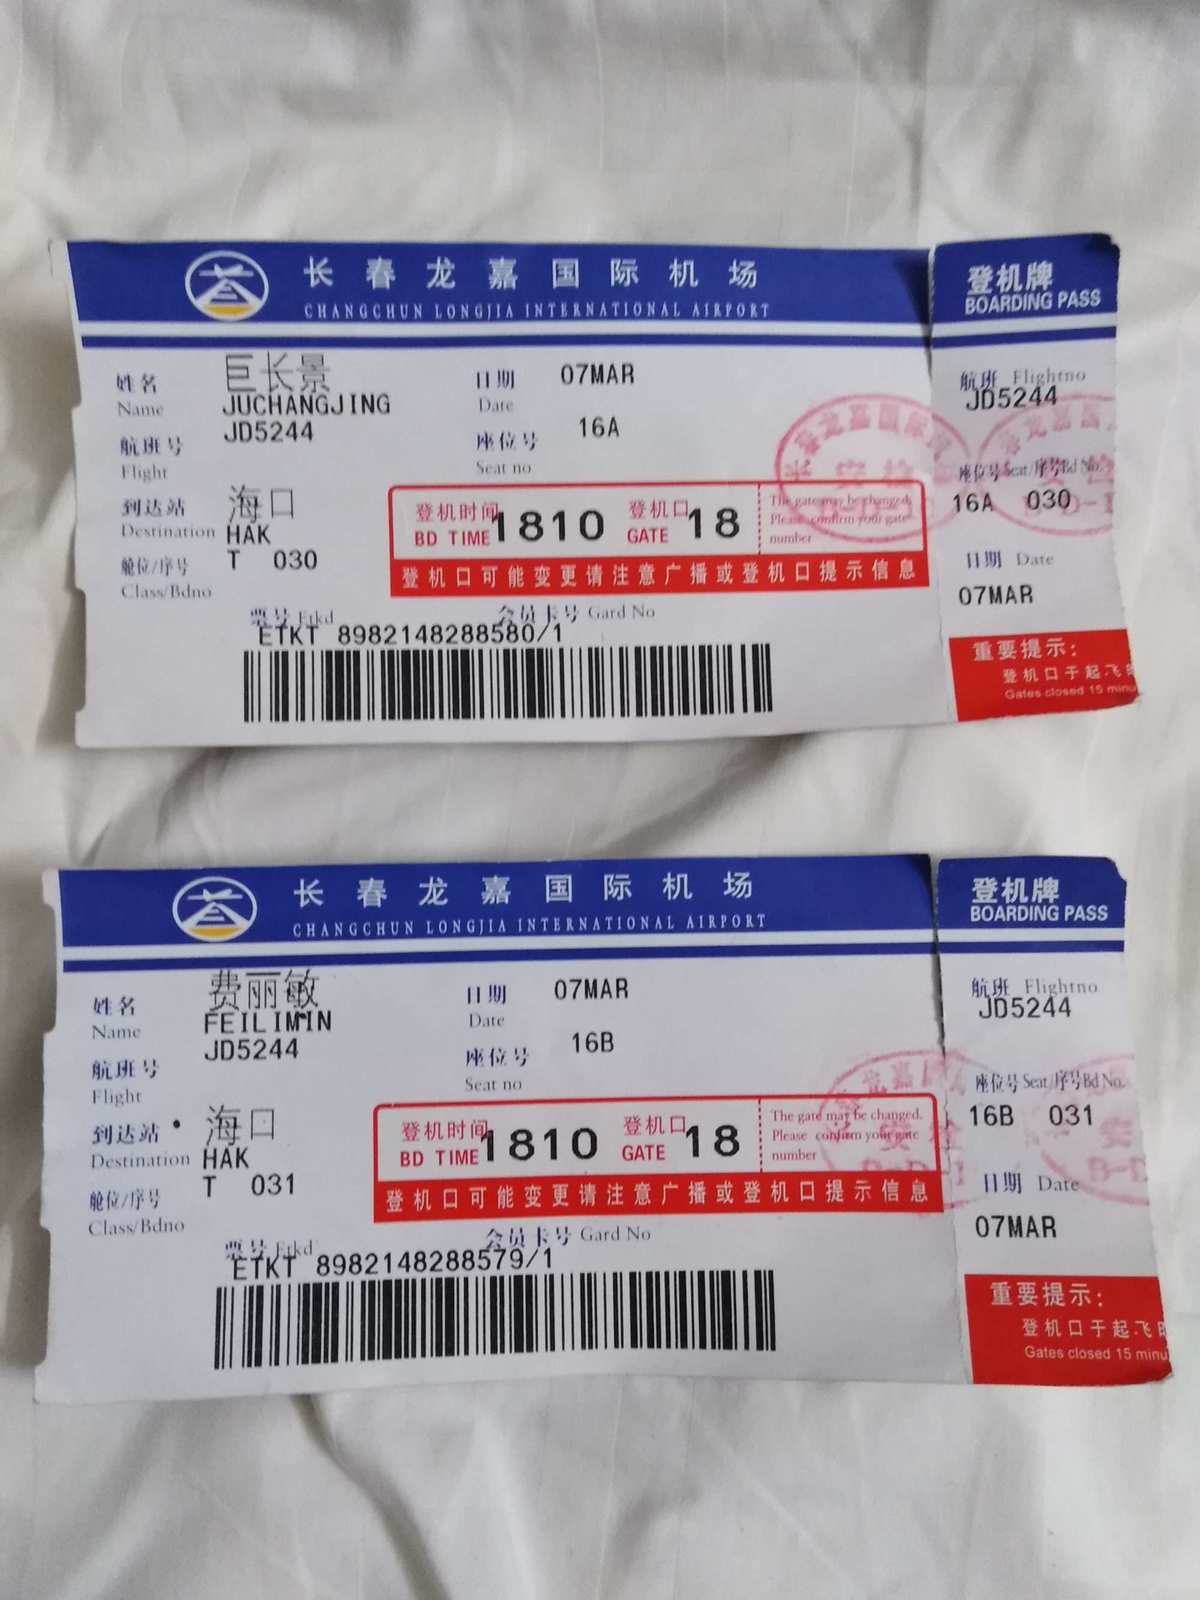 长春龙嘉国际机场
CHANGCHUN LONGJIA INTERNATIONAL AIRPORT
登机牌
BOARDING PASS
姓名 巨长景
Name JUCHANGJING
日期 07MAR
Date
航班号 JD5244
Flight
座位号 16A
Seat no
到达站 海口
Destination HAK
舱位/序号 T 030
Class/Bdno
登机时间 1810 登机口 18
BD TIME GATE
The gate may be changed.
Please confirm your gate
number
登机口可能变更请注意广播或登机口提示信息
票号 Etkd 会员卡号 Gard No
ETKT 8982148288580/1
航班 Flightno
JD5244
座位号Seat/序号Bd No.
16A 030
日期 Date
07MAR
重要提示:
登机口于起飞
Gates closed 15 minu
长春龙嘉国际机场
CHANGCHUN LONGJIA INTERNATIONAL AIRPORT
登机牌
BOARDING PASS
姓名 费丽敏
Name FEILIMIN
日期 07MAR
Date
航班号 JD5244
Flight
座位号 16B
Seat no
到达站 海口
Destination HAK
舱位/序号 T 031
Class/Bdno
登机时间 1810 登机口 18
BD TIME GATE
The gate may be changed.
Please confirm your gate
number
登机口可能变更请注意广播或登机口提示信息
票号 Etkd 会员卡号 Gard No
ETKT 8982148288579/1
航班 Flightno
JD5244
座位号 Seat/序号Bd No.
16B 031
日期 Date
07MAR
重要提示:
登机口于起飞
Gates closed 15 minu